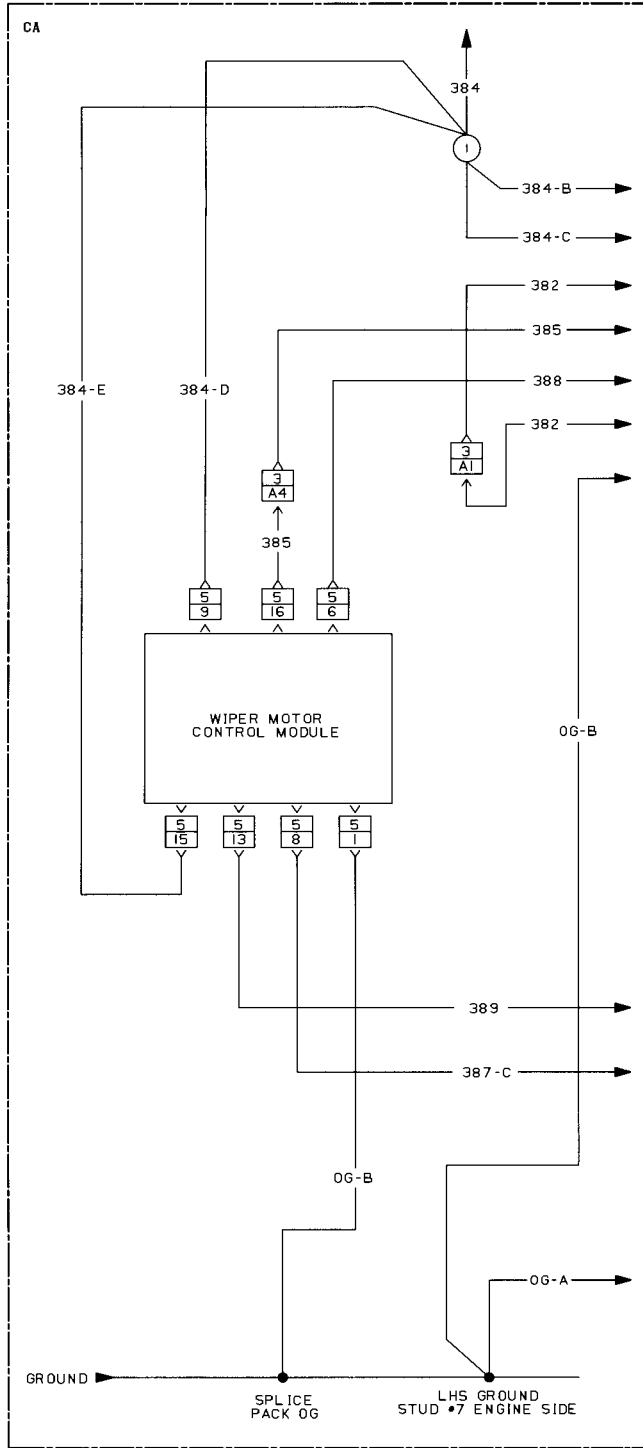 CA
384
1
384-B
384-C
382
385
384-E
384-D
388
382
3
A1
3
A4
385
5
9
5
16
5
6
WIPER MOTOR
CONTROL MODULE
0G-B
5
15
5
13
5
8
5
1
389
387-C
0G-B
0G-A
GROUND
SPLICE
PACK 0G
LHS GROUND
STUD #7 ENGINE SIDE